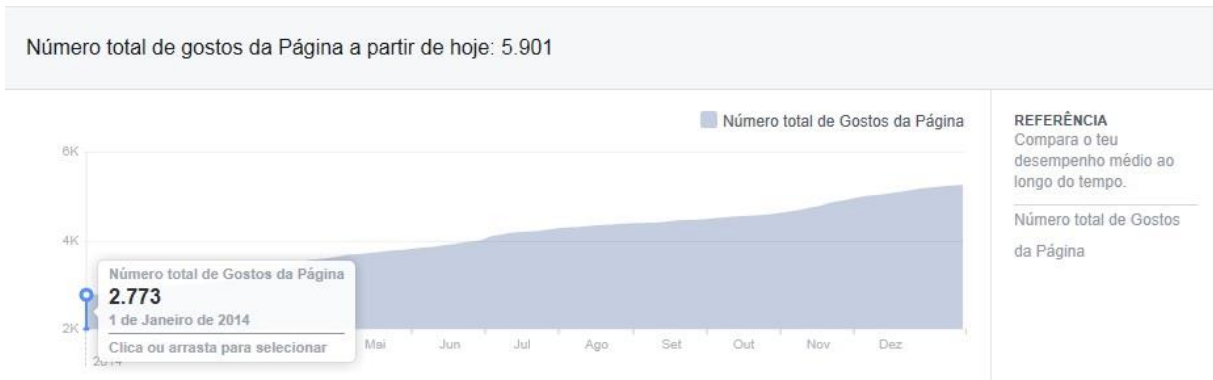 Número total de gostos da Página a partir de hoje: 5.901
Número total de Gostos da Página
6K
4K
2K
Número total de Gostos da Página
2.773
1 de Janeiro de 2014
Clica ou arrasta para selecionar
2014
Mai
Jun
Jul
Ago
Set
Out
Nov
Dez
REFERÊNCIA
Compara o teu
desempenho médio ao
longo do tempo.
Número total de Gostos
da Página